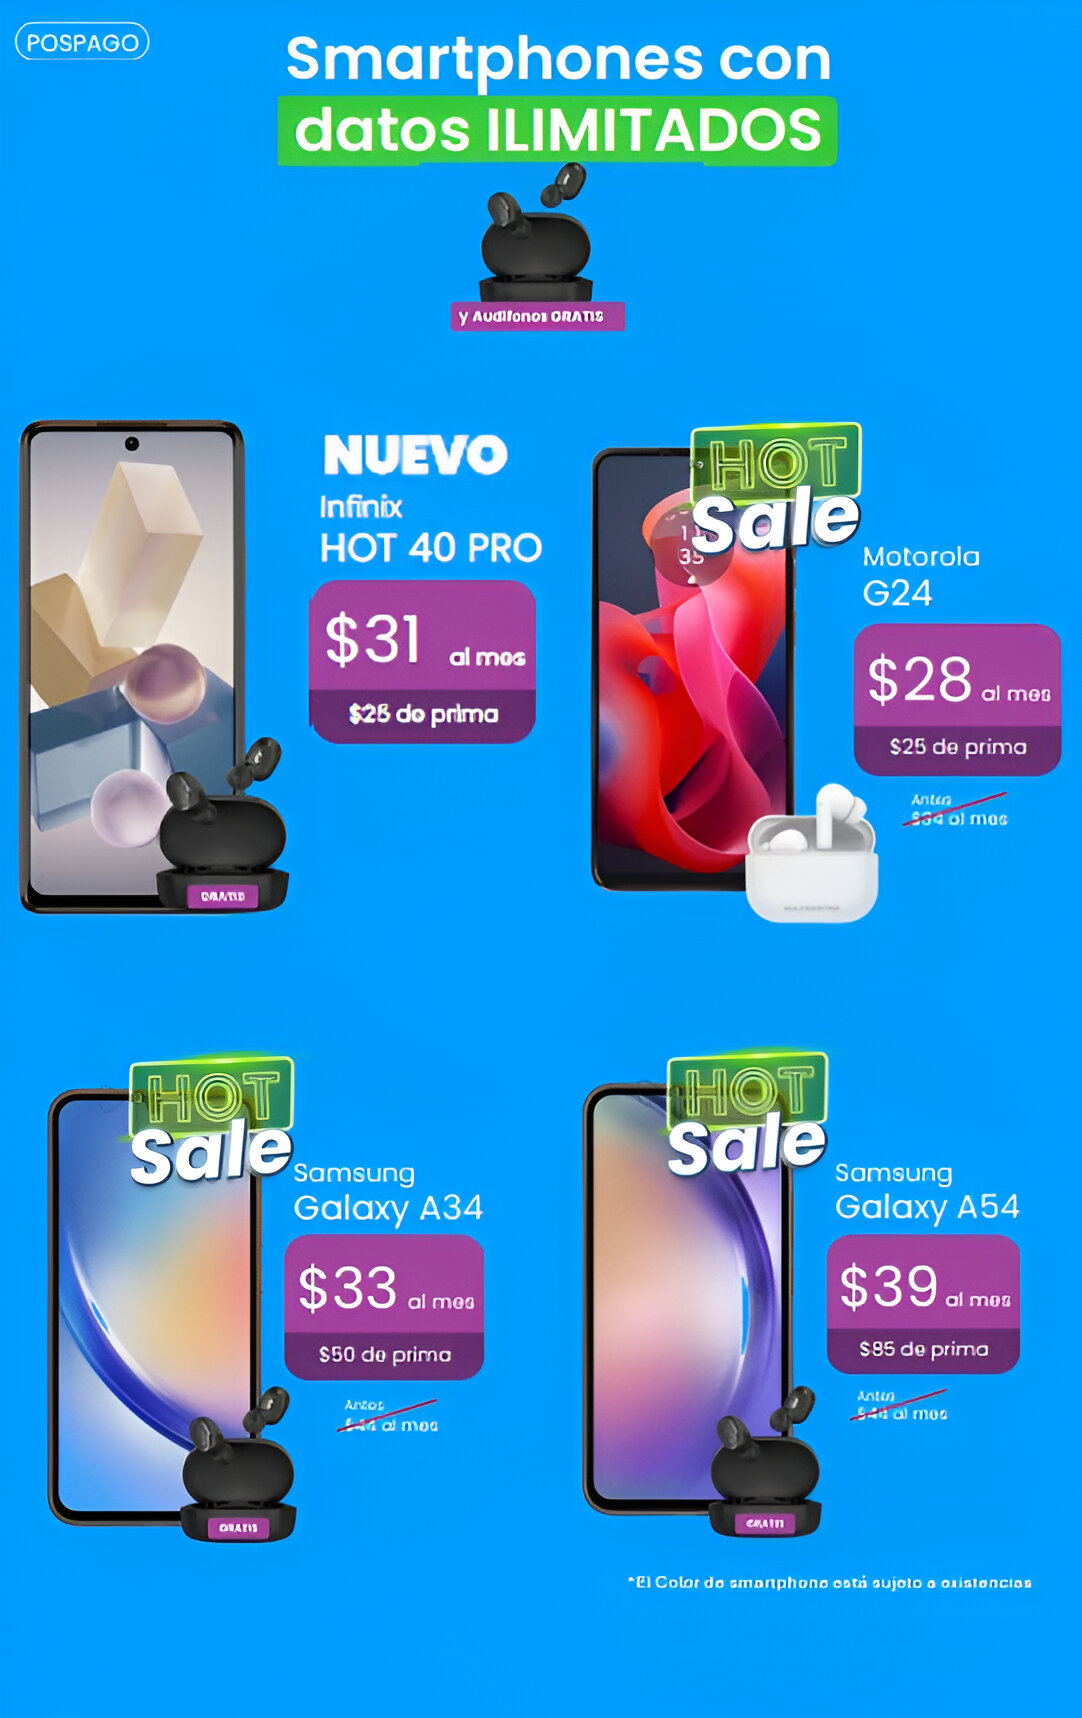 POSPAGO
Smartphones con
datos ILIMITADOS
y Audífonos GRATIS
NUEVO
Infinix
HOT 40 PRO
$31 al mes
$25 de prima
GRATIS
HOT
Sale
Motorola
G24
$28 al mes
$25 de prima
Antes
$34 al mes
HOT
Sale
Samsung
Galaxy A34
$33 al mes
$50 de prima
Antes
al mes
GRATIS
HOT
Sale
Samsung
Galaxy A54
$39 al mes
$85 de prima
Antes
al mes
GRATIS
*El Color de smartphone está sujeto a existencias